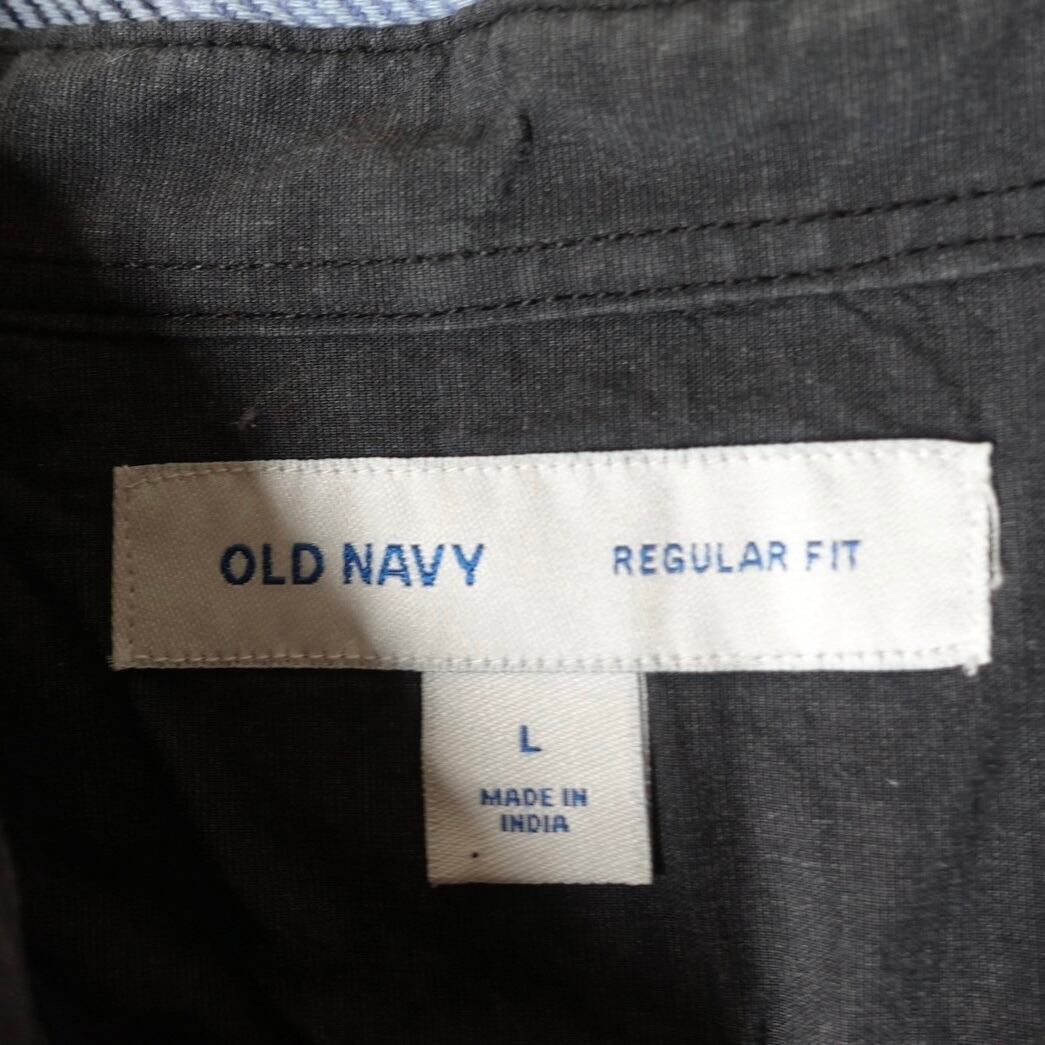 OLD NAVY REGULAR FIT
L
MADE IN
INDIA